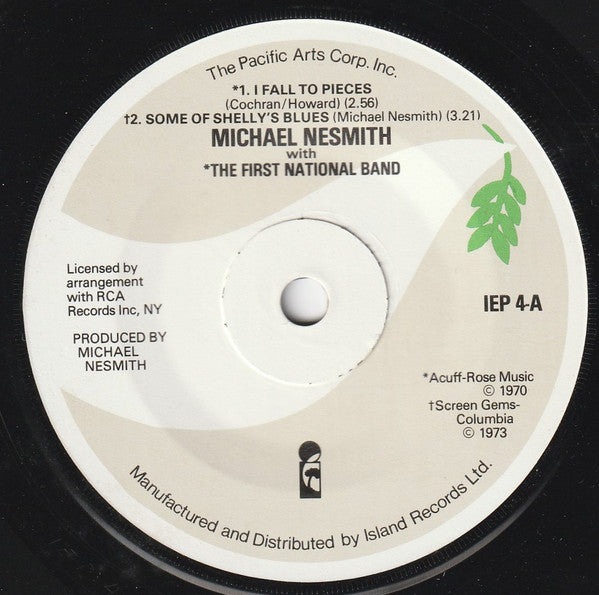 The Pacific Arts Corp. Inc.
*1. I FALL TO PIECES
(Cochran/Howard) (2.56)
†2. SOME OF SHELLY'S BLUES (Michael Nesmith) (3.21)
MICHAEL NESMITH
with
*THE FIRST NATIONAL BAND
Licensed by
arrangement
with RCA
Records Inc, NY
PRODUCED BY
MICHAEL
NESMITH
IEP 4-A
*Acuff-Rose Music
© 1970
†Screen Gems-
Columbia
© 1973
i
Manufactured and Distributed by Island Records Ltd.